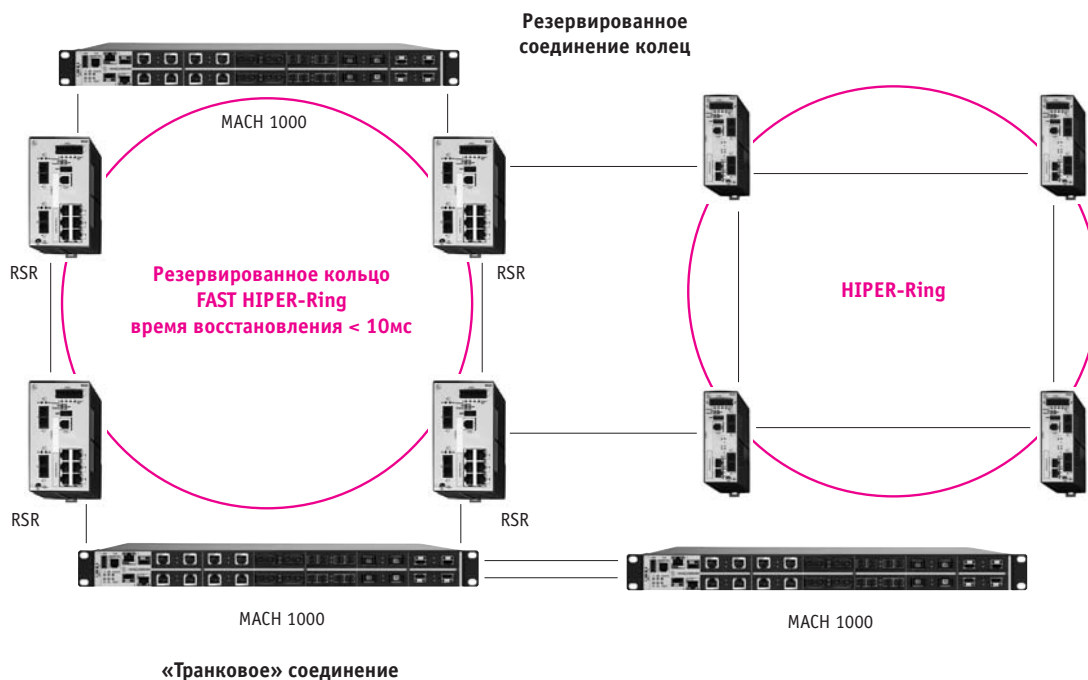 Резервированное
соединение колец
MACH 1000
RSR
RSR
Резервированное кольцо
FAST HIPER-Ring
время восстановления < 10мс
HIPER-Ring
RSR
RSR
MACH 1000
MACH 1000
«Транковое» соединение